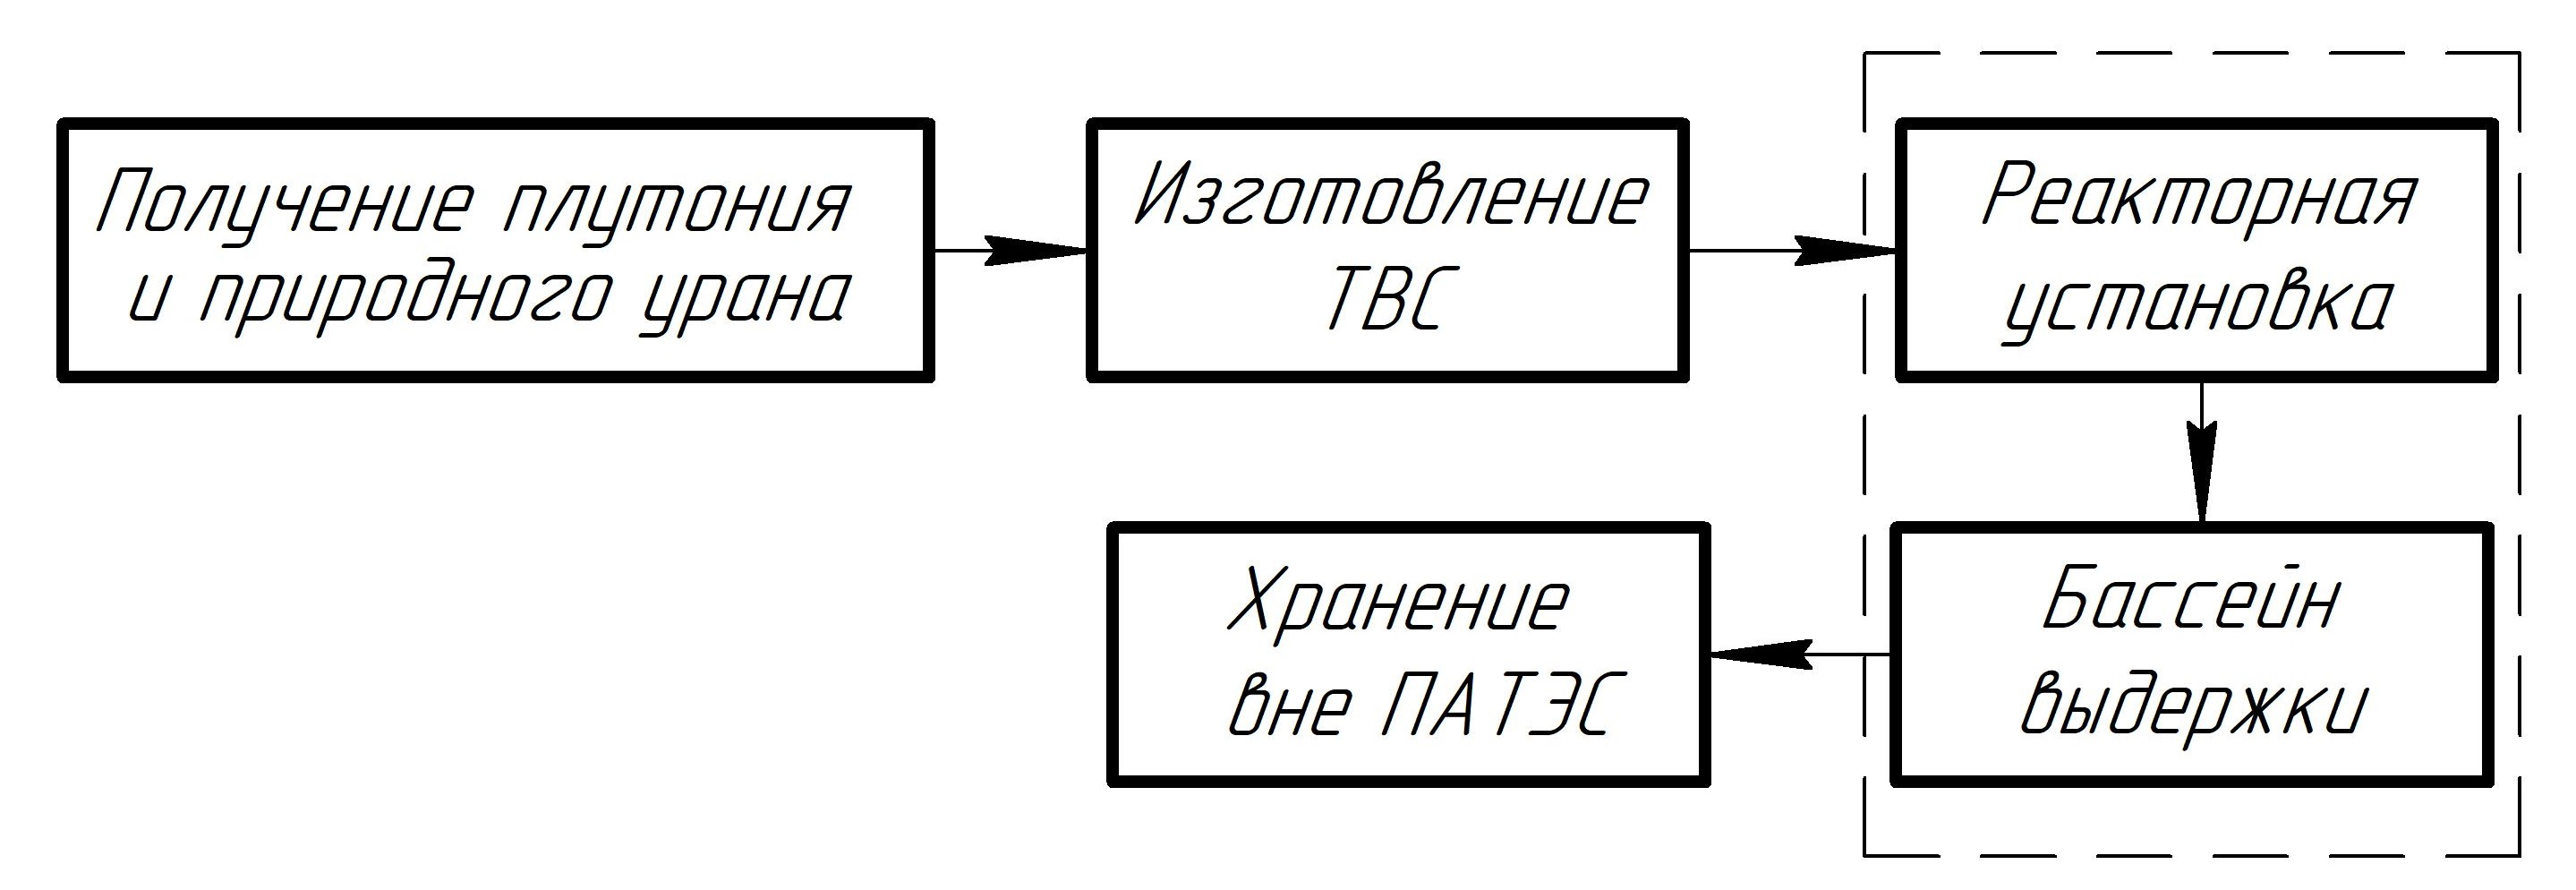 Получение плутония
и природного урана
Изготовление
ТВС
Реакторная
установка
Бассейн
выдержки
Хранение
вне ПАТЭС